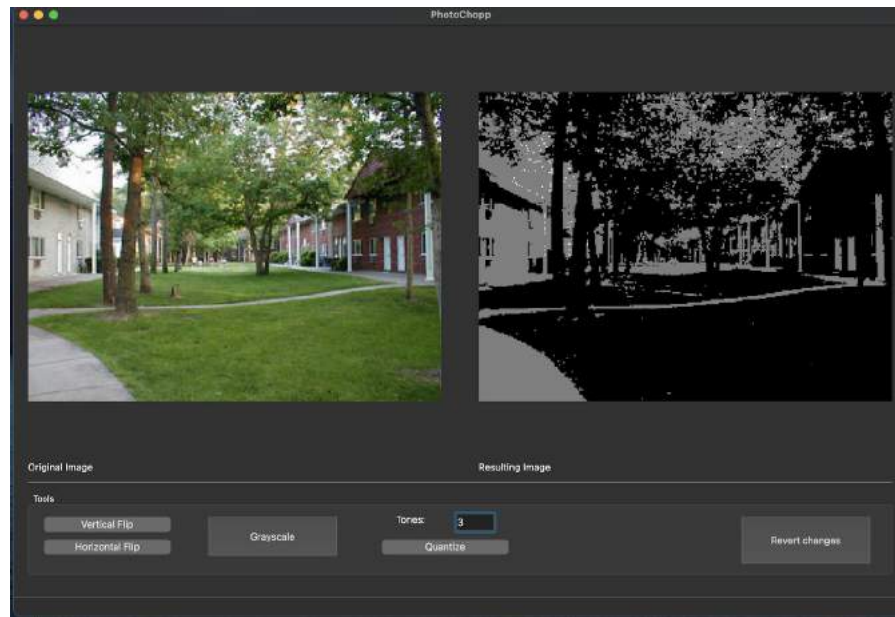 PhotoChopp
Original Image
Resulting Image
Tools
Vertical Flip
Horizontal Flip
Grayscale
Tones:
3
Quantize
Revert changes